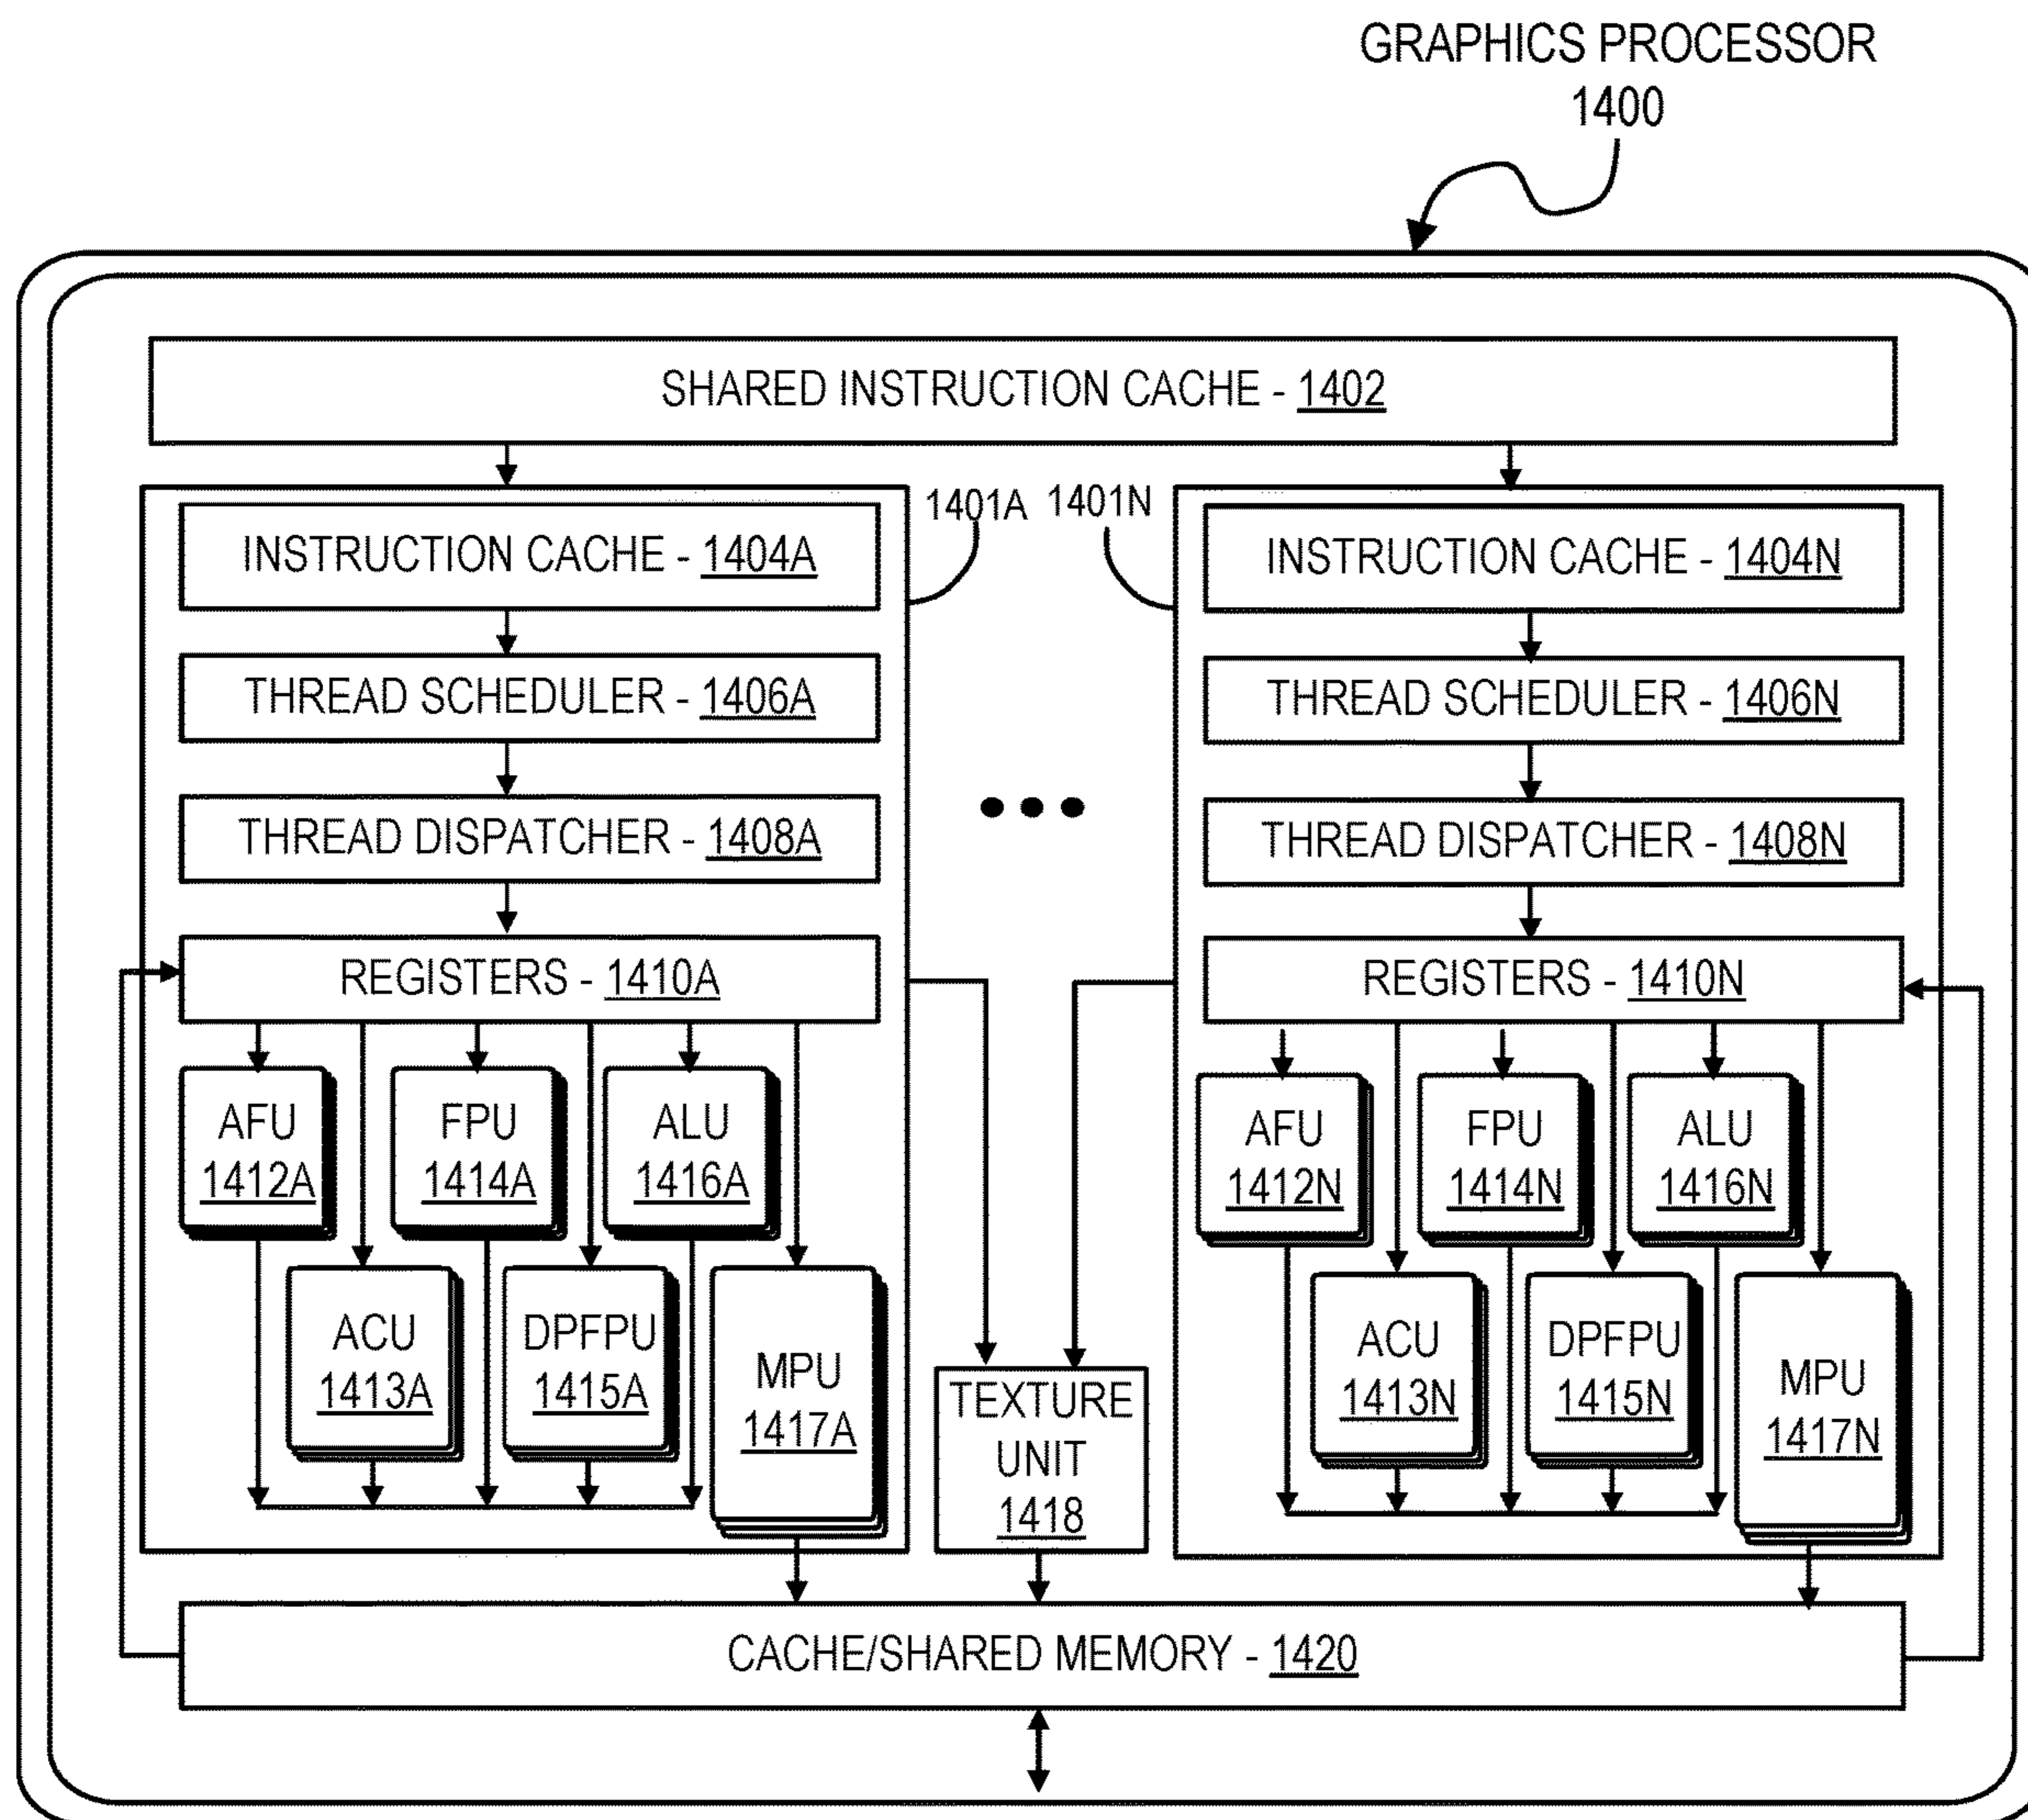 GRAPHICS PROCESSOR
1400
SHARED INSTRUCTION CACHE - 1402
1401A 1401N
INSTRUCTION CACHE - 1404A
THREAD SCHEDULER - 1406A
THREAD DISPATCHER - 1408A
REGISTERS - 1410A
AFU
1412A
FPU
1414A
ALU
1416A
ACU
1413A
DPFPU
1415A
MPU
1417A
TEXTURE
UNIT
1418
INSTRUCTION CACHE - 1404N
THREAD SCHEDULER - 1406N
THREAD DISPATCHER - 1408N
REGISTERS - 1410N
AFU
1412N
FPU
1414N
ALU
1416N
ACU
1413N
DPFPU
1415N
MPU
1417N
CACHE/SHARED MEMORY - 1420